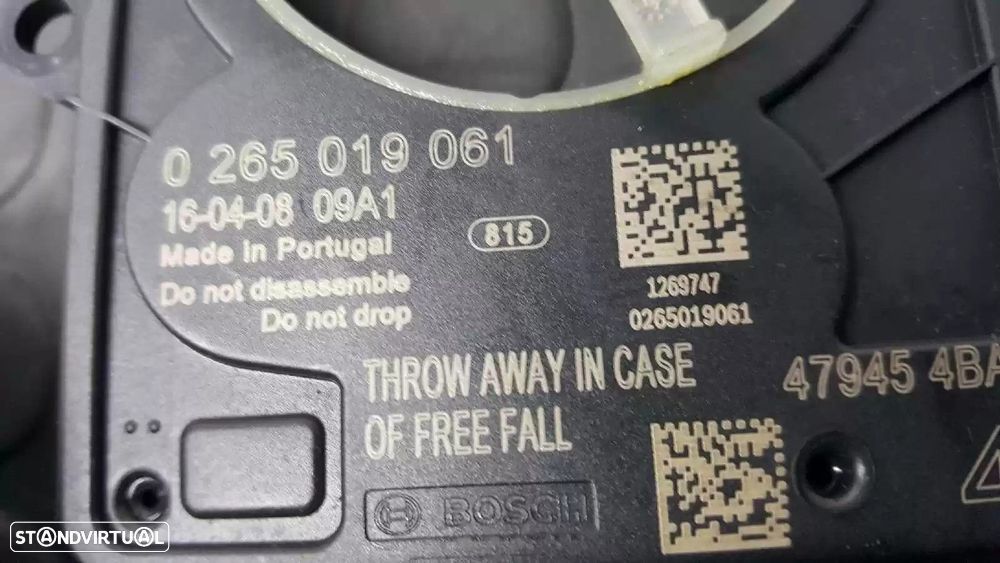 0 265 019 061
16-04-08 09A1
Made in Portugal
815
Do not disassemble
Do not drop
1269747
0265019061
THROW AWAY IN CASE
OF FREE FALL
47945 4BA
BOSCH
STANDVIRTUAL